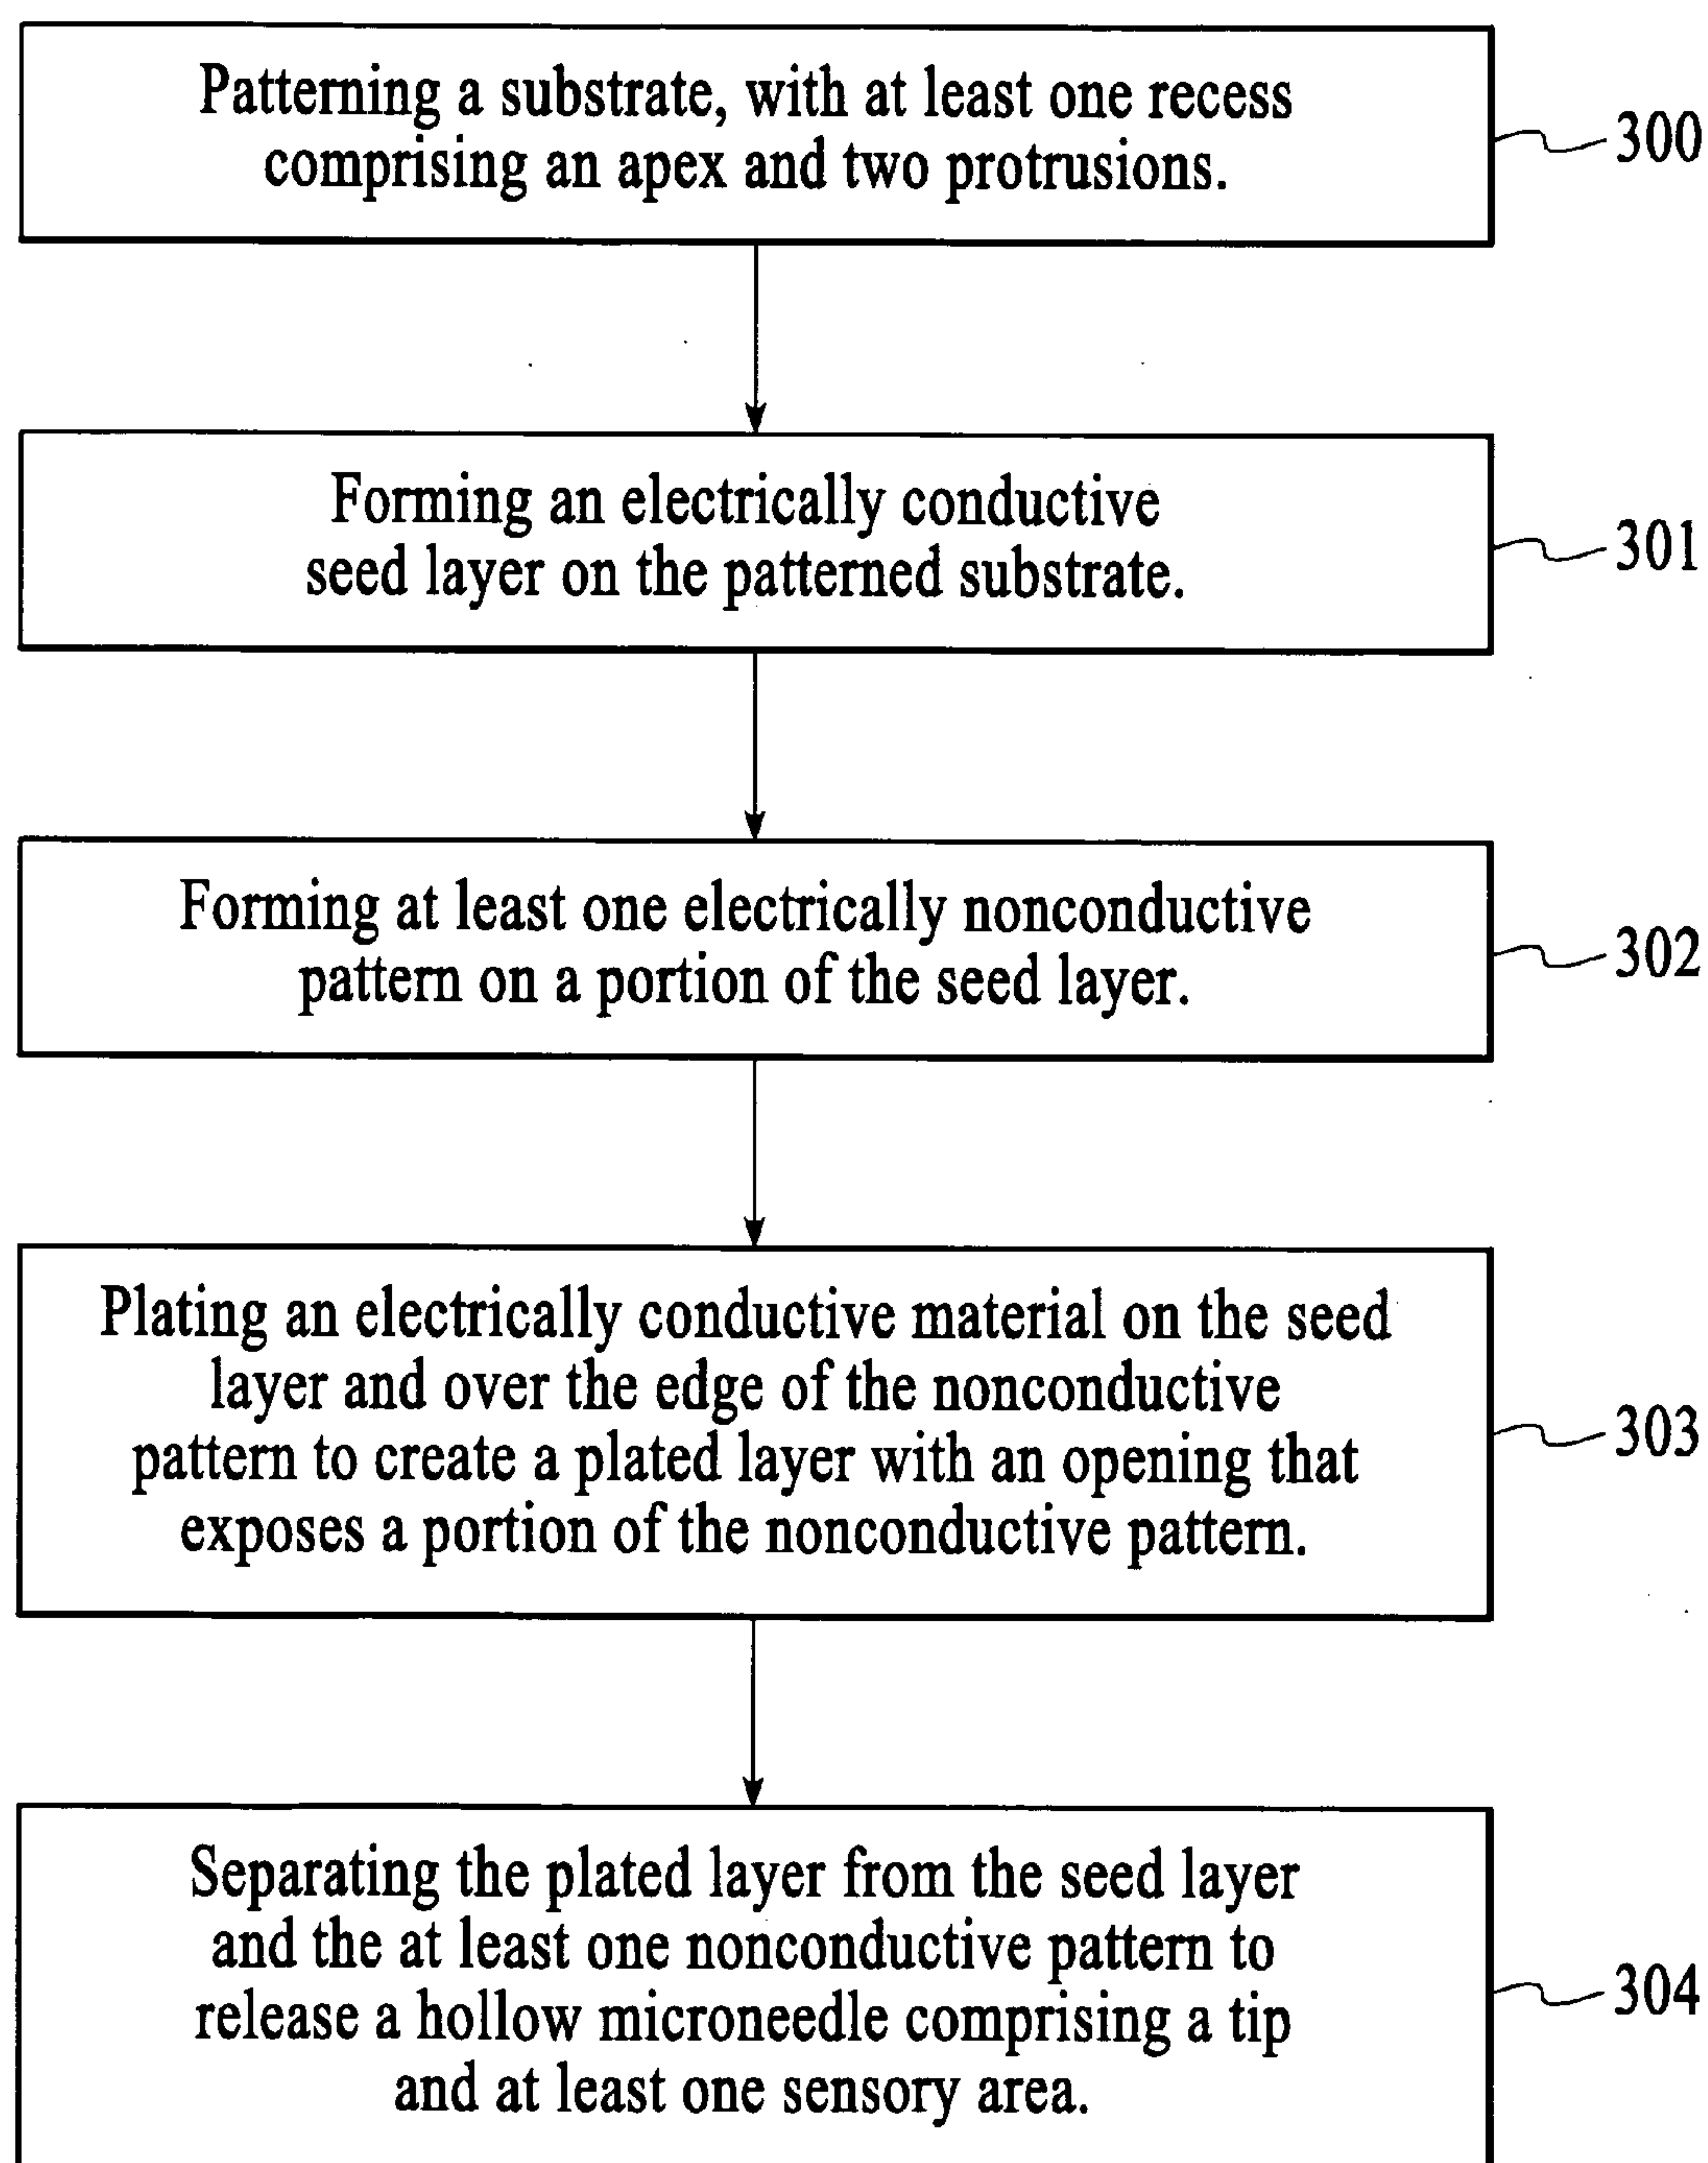 Patterning a substrate, with at least one recess
comprising an apex and two protrusions.
300
Forming an electrically conductive
seed layer on the patterned substrate.
301
Forming at least one electrically nonconductive
pattern on a portion of the seed layer.
302
Plating an electrically conductive material on the seed
layer and over the edge of the nonconductive
pattern to create a plated layer with an opening that
exposes a portion of the nonconductive pattern.
303
Separating the plated layer from the seed layer
and the at least one nonconductive pattern to
release a hollow microneedle comprising a tip
and at least one sensory area.
304